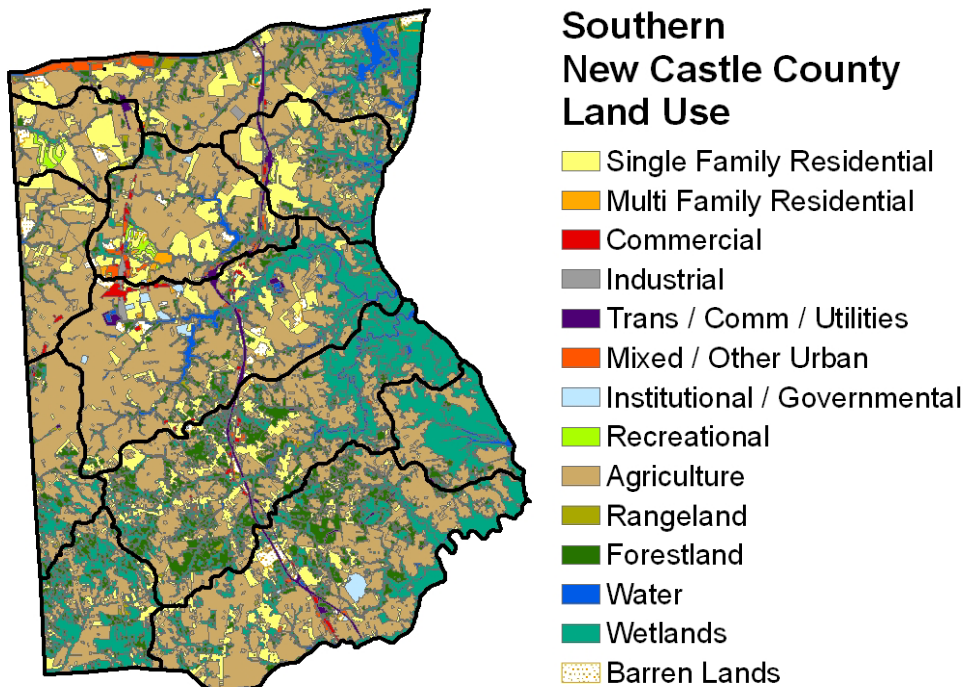 Southern
New Castle County
Land Use
Single Family Residential
Multi Family Residential
Commercial
Industrial
Trans / Comm / Utilities
Mixed / Other Urban
Institutional / Governmental
Recreational
Agriculture
Rangeland
Forestland
Water
Wetlands
Barren Lands